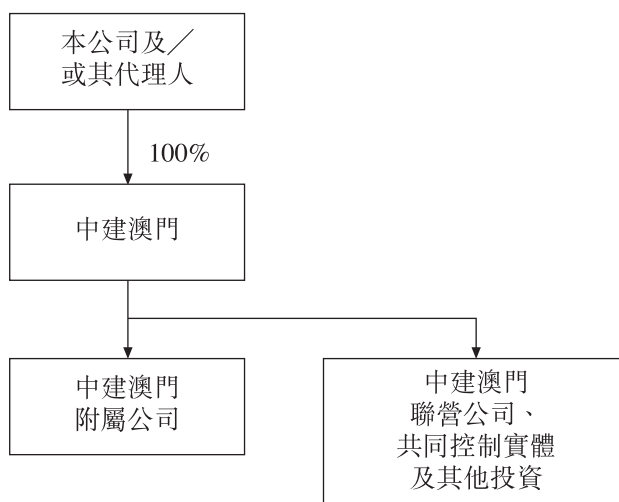 本公司及／
或其代理人
100%
中建澳門
中建澳門
附屬公司
中建澳門
聯營公司、
共同控制實體
及其他投資